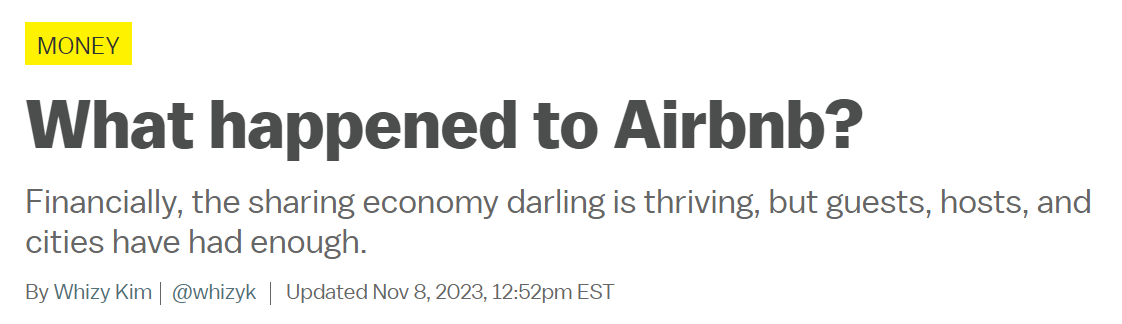 MONEY
What happened to Airbnb?
Financially, the sharing economy darling is thriving, but guests, hosts, and
cities have had enough.
By Whizy Kim | @whizyk | Updated Nov 8, 2023, 12:52pm EST